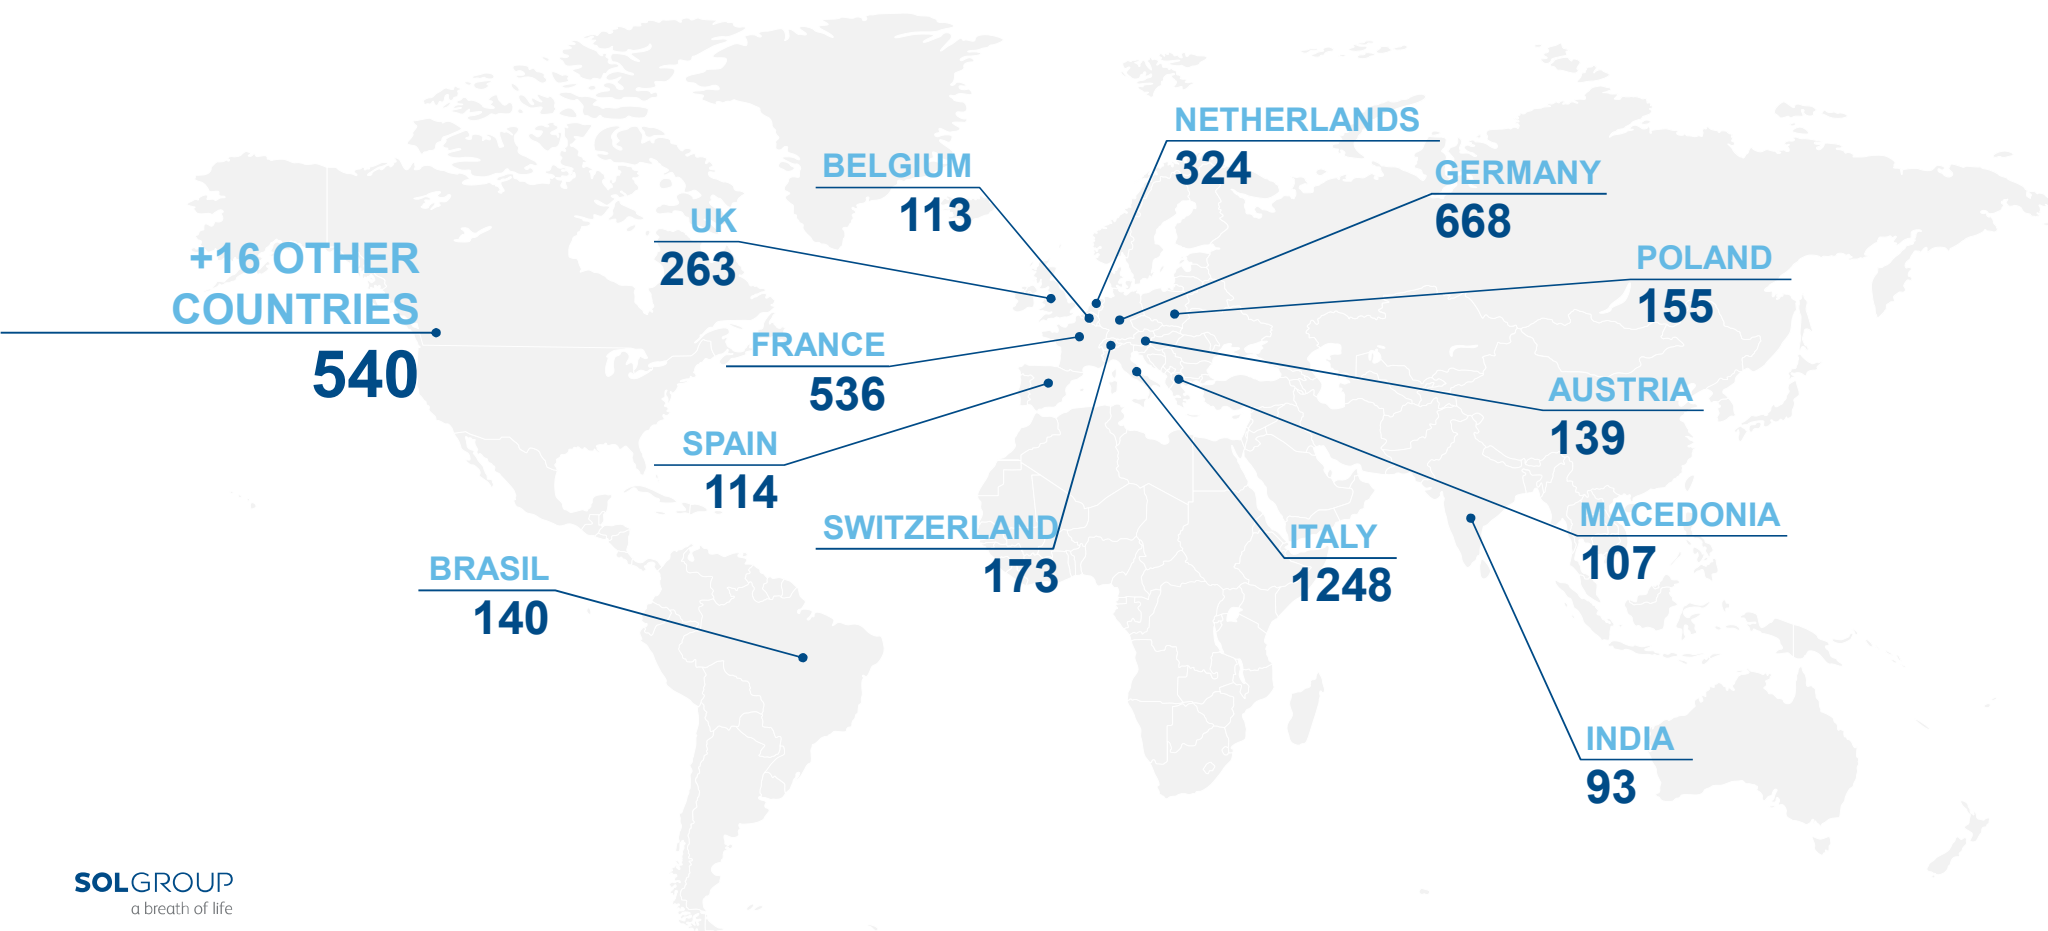 NETHERLANDS
324
BELGIUM
113
GERMANY
668
UK
263
+16 OTHER
COUNTRIES
540
POLAND
155
FRANCE
536
AUSTRIA
139
SPAIN
114
MACEDONIA
107
SWITZERLAND
173
ITALY
1248
BRASIL
140
INDIA
93
SOLGROUP
a breath of life